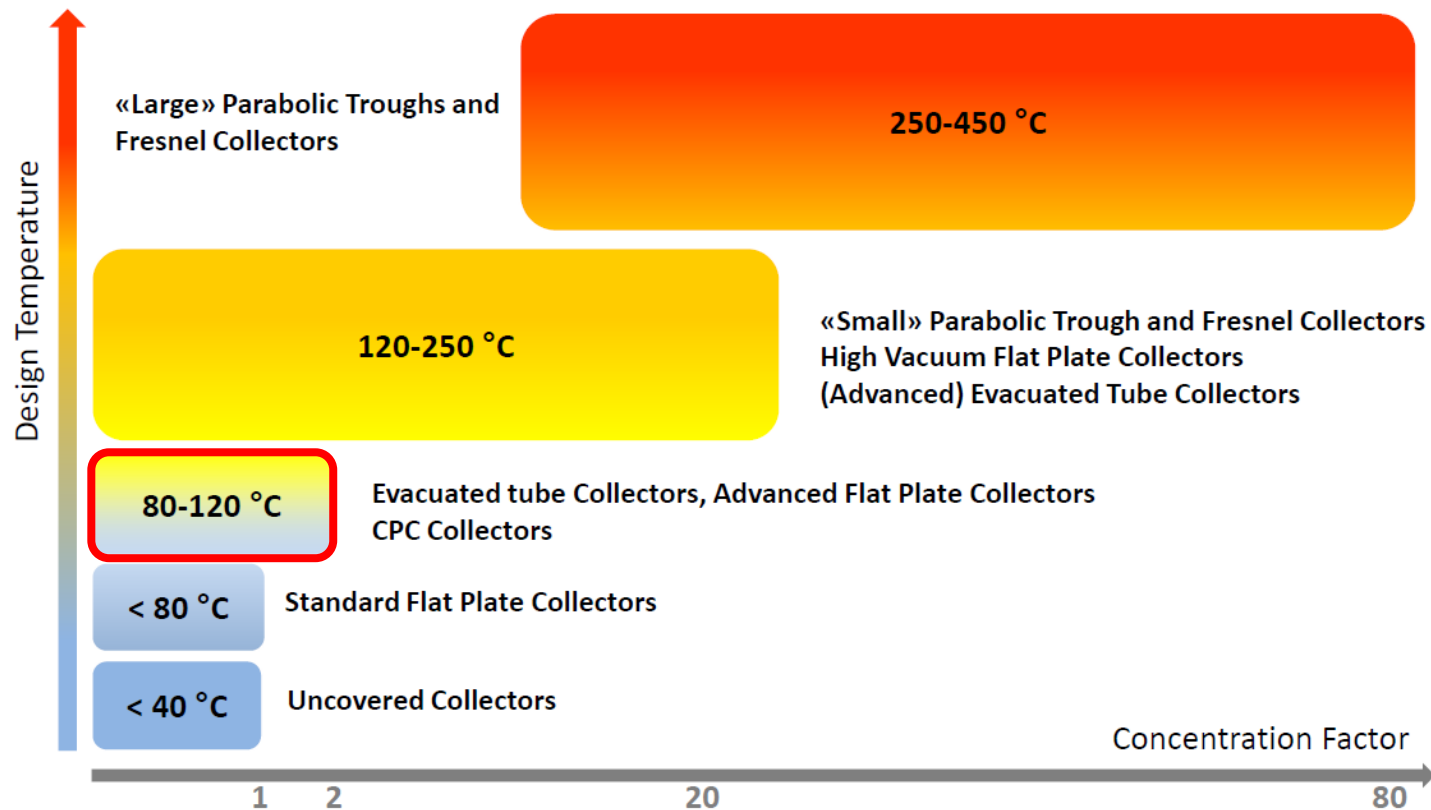 «Large» Parabolic Troughs and
Fresnel Collectors
250-450 °C
Design Temperature
120-250 °C
«Small» Parabolic Trough and Fresnel Collectors
High Vacuum Flat Plate Collectors
(Advanced) Evacuated Tube Collectors
80-120 °C
Evacuated tube Collectors, Advanced Flat Plate Collectors
CPC Collectors
< 80 °C
Standard Flat Plate Collectors
< 40 °C
Uncovered Collectors
Concentration Factor
1 2 20 80